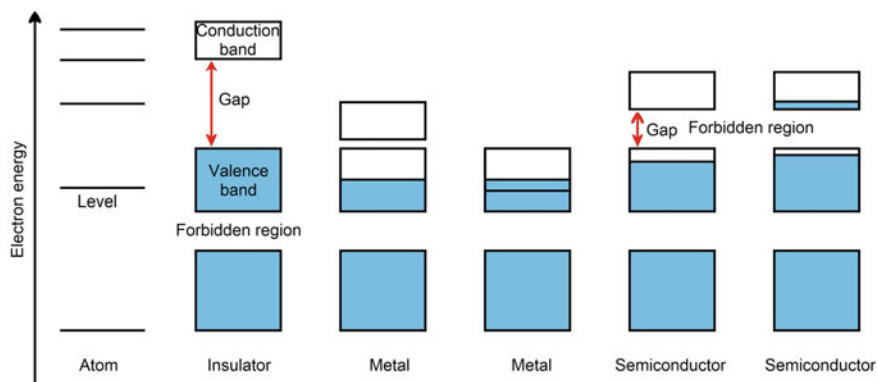 Electron energy
Conduction
band
Gap
Gap
Forbidden region
Valence
band
Level
Forbidden region
Atom
Insulator
Metal
Metal
Semiconductor
Semiconductor